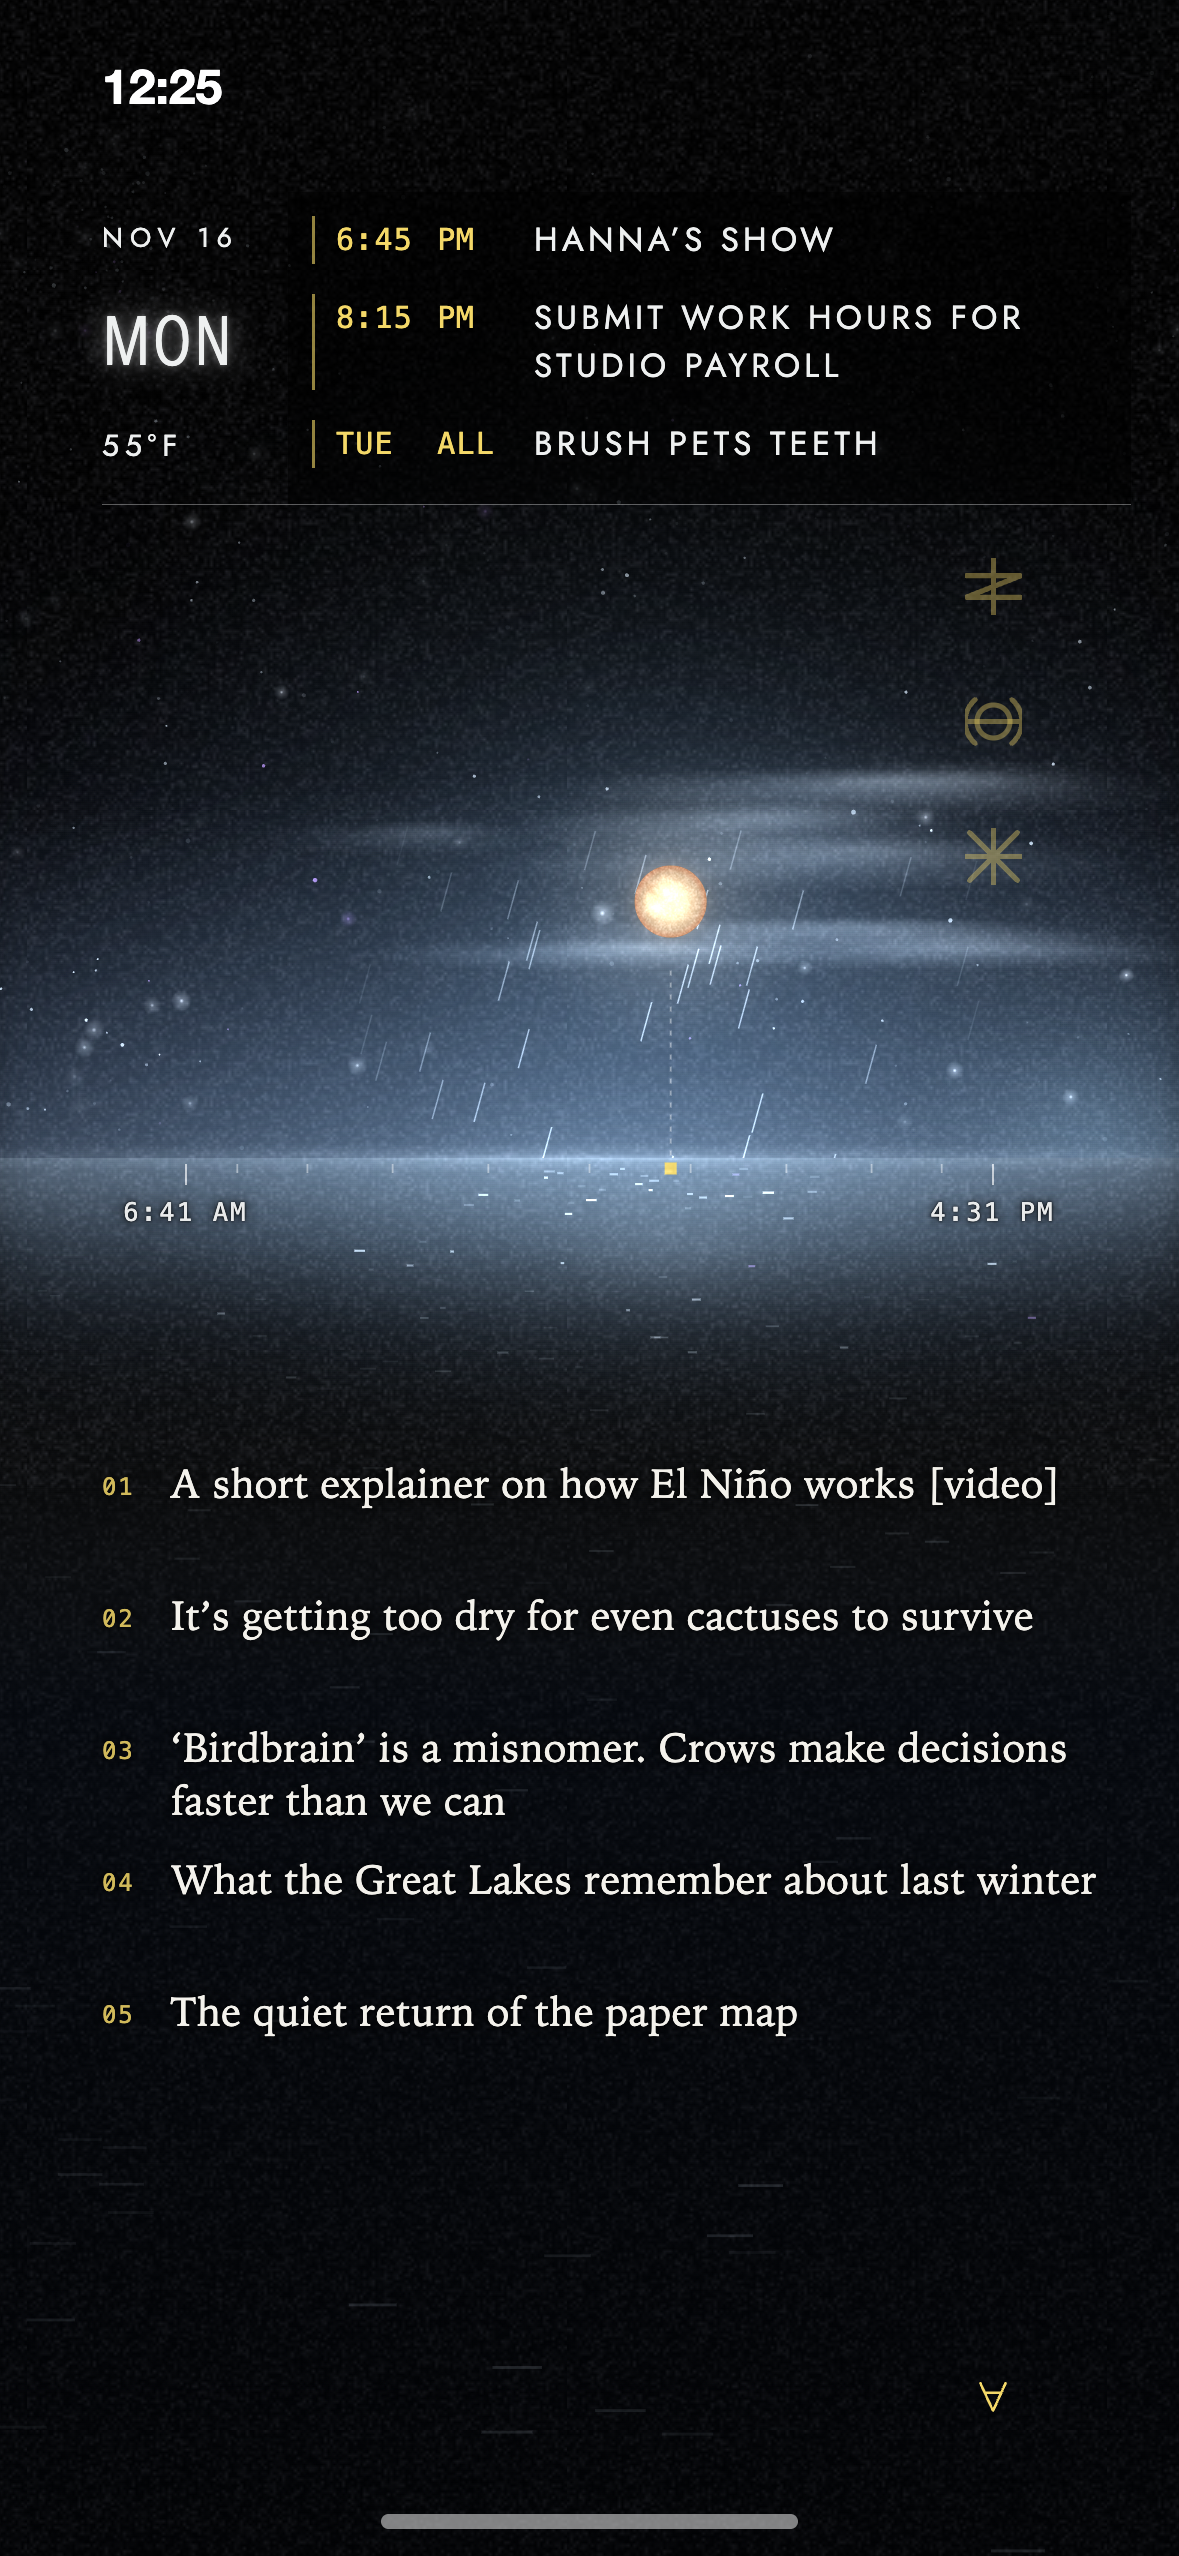 12:25
NOV 16
MON
55°F
6:45 PM HANNA’S SHOW
8:15 PM SUBMIT WORK HOURS FOR
STUDIO PAYROLL
TUE ALL BRUSH PETS TEETH
6:41 AM
4:31 PM
01 A short explainer on how El Niño works [video]
02 It’s getting too dry for even cactuses to survive
03 ‘Birdbrain’ is a misnomer. Crows make decisions
faster than we can
04 What the Great Lakes remember about last winter
05 The quiet return of the paper map